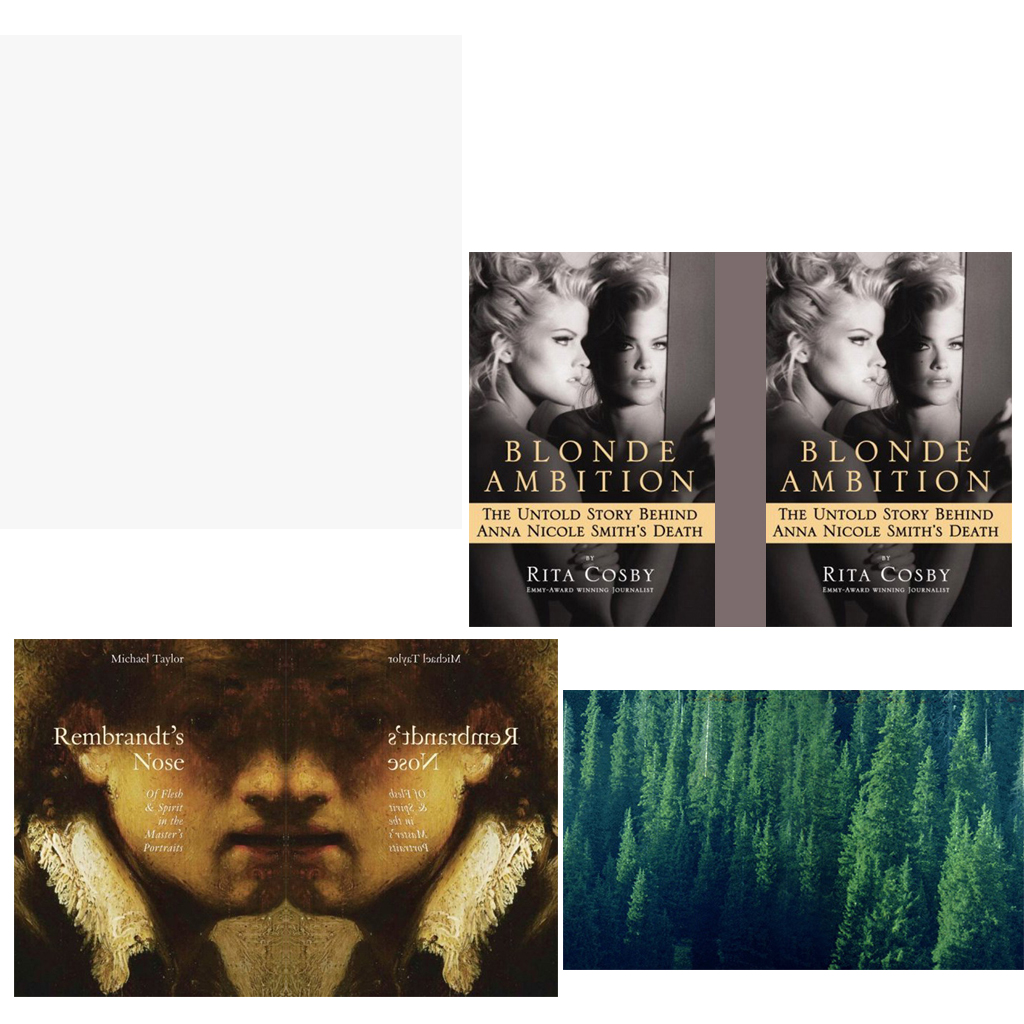 BLONDE
AMBITION
THE UNTOLD STORY BEHIND
ANNA NICOLE SMITH'S DEATH
BY
RITA COSBY
EMMY-AWARD WINNING JOURNALIST
BLONDE
AMBITION
THE UNTOLD STORY BEHIND
ANNA NICOLE SMITH'S DEATH
BY
RITA COSBY
EMMY-AWARD WINNING JOURNALIST
Michael Taylor
Rembrandt's
Nose
Of Flesh
& Spirit
in the
Master's
Portraits
Michael Taylor
Rembrandt's
Nose
Of Flesh
& Spirit
in the
Master's
Portraits